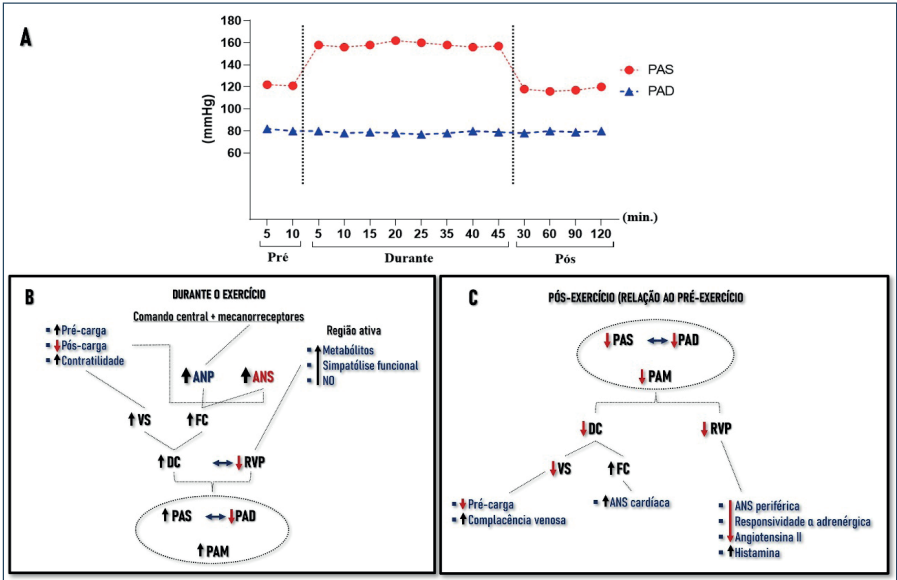 A
(mmHg)
180
160
140
120
100
80
60
PAS
PAD
(min.)
5 10 5 10 15 20 25 35 40 45 30 60 90 120
Pré Durante Pós
B
DURANTE O EXERCÍCIO
Comando central + mecanorreceptores
↑Pré-carga
↓Pós-carga
↑Contratilidade
Região ativa
↑Metabólitos
Simpatólise funcional
NO
↑ANP ↑ANS
↑VS ↑FC
↑DC ↔ ↓RVP
↑PAS ↔ ↓PAD
↑PAM
C
PÓS-EXERCÍCIO (RELAÇÃO AO PRÉ-EXERCÍCIO
↓PAS ↔ ↓PAD
↓PAM
↓DC ↓RVP
↓VS ↑FC
↓Pré-carga
↑Complacência venosa
↑ANS cardíaca
↓ANS periférica
Responsividade α adrenérgica
Angiotensina II
↑Histamina